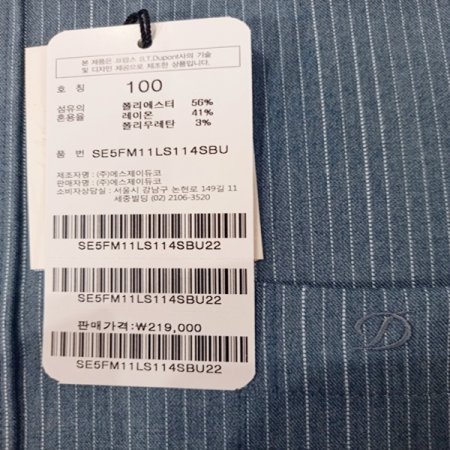 본 제품은 프랑스 S.T.Dupont사의 기술
및 디자인 제공으로 제조한 상품입니다.
호 칭 100
섬유의 폴리에스터 56%
혼용율 레이온 41%
폴리우레탄 3%
품 번 SE5FM11LS114SBU
제조자명 : (주)에스제이듀코
판매자명 : (주)에스제이듀코
소비자상담실 : 서울시 강남구 논현로 149길 11
세중빌딩 (02) 2106-3520
SE5FM11LS114SBU22
SE5FM11LS114SBU22
판매가격:₩219,000
SE5FM11LS114SBU22
D